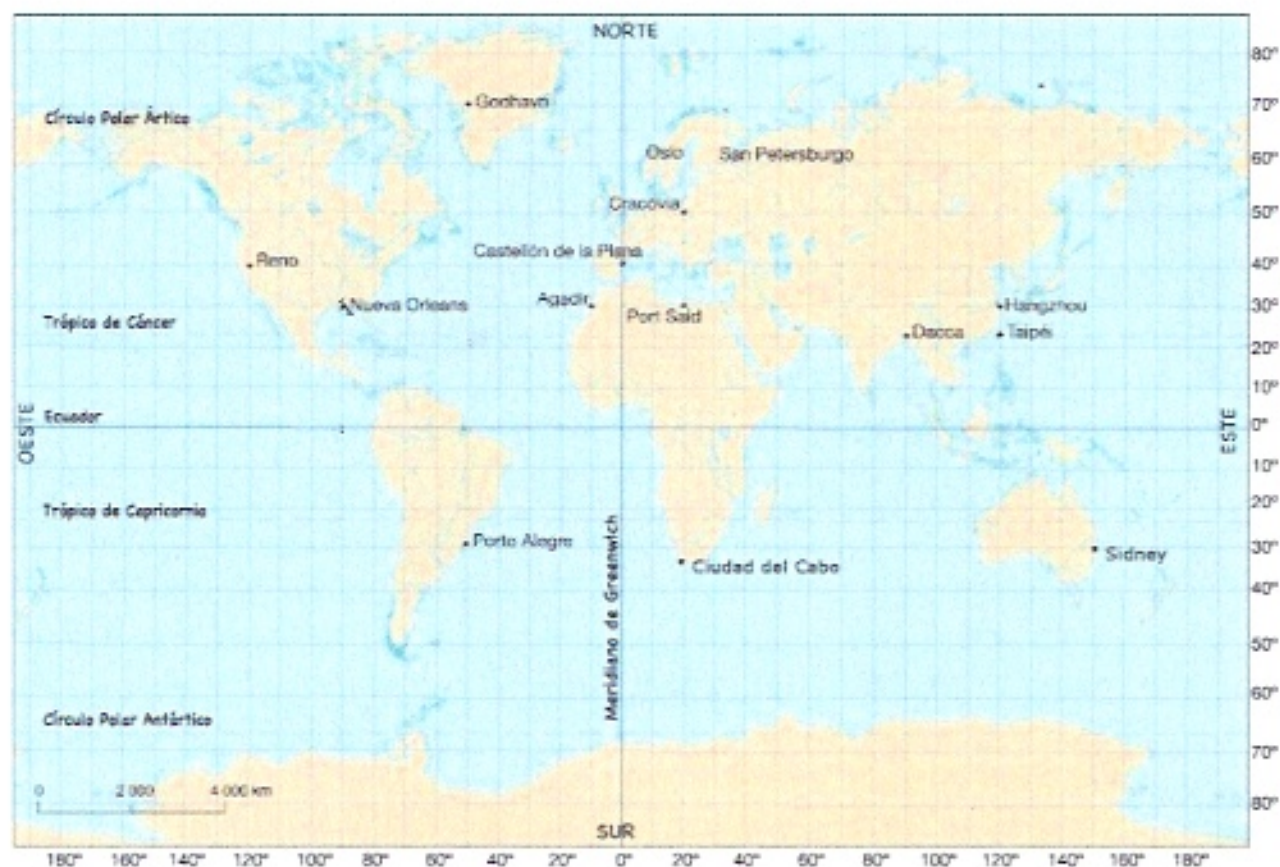 NORTE
80°
Godhavn
70°
Círculo Polar Ártico
Oslo
San Petersburgo
60°
Cracovia
50°
Castellón de la Plana
Reno
40°
Agadir
Hangzhou
Nueva Orleans
30°
Port Said
Trópico de Cáncer
Dacca
Taipéi
20°
10°
Ecuador
0°
OESTE
ESTE
10°
20°
Trópico de Capricornio
Porto Alegre
30°
Sidney
Ciudad del Cabo
40°
50°
Meridiano de Greenwich
60°
Círculo Polar Antártico
70°
0 2 000 4 000 km
80°
SUR
180° 160° 140° 120° 100° 80° 60° 40° 20° 0° 20° 40° 60° 80° 100° 120° 140° 160° 180°